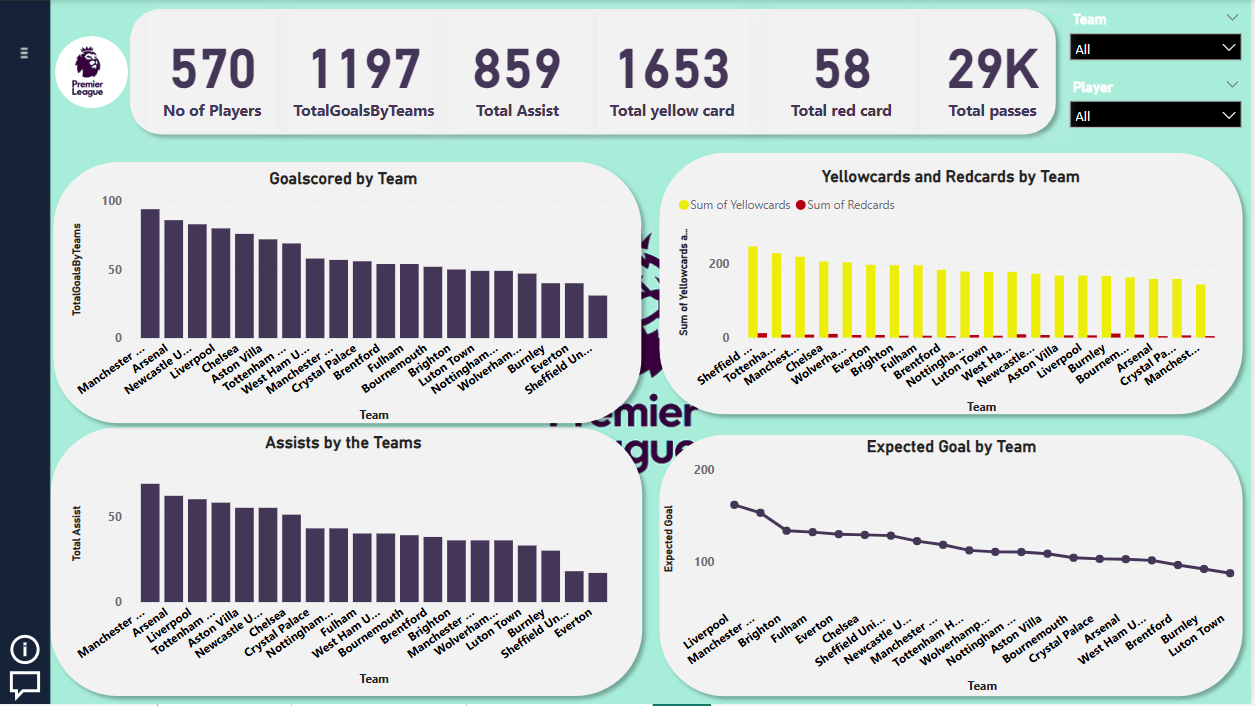 Premier
League
570
No of Players
1197
TotalGoalsByTeams
859
Total Assist
1653
Total yellow card
58
Total red card
29K
Total passes
Team
All
Player
All
Goalscored by Team
TotalGoalsByTeams
100
50
0
Manchester ...
Arsenal
Newcastle U...
Liverpool
Chelsea
Aston Villa
Tottenham ...
West Ham U...
Manchester ...
Crystal Palace
Brentford
Fulham
Bournemouth
Brighton
Luton Town
Nottingham...
Wolverham...
Burnley
Everton
Sheffield Un...
Team
Yellowcards and Redcards by Team
Sum of Yellowcards
Sum of Redcards
Sum of Yellowcards a...
200
0
Sheffield ...
Tottenha...
Manchest...
Chelsea
Wolverha...
Everton
Brighton
Fulham
Brentford
Nottingha...
Luton Town
West Ha...
Newcastle...
Aston Villa
Liverpool
Burnley
Bournem...
Arsenal
Crystal Pa...
Manchest...
Team
emier
gue
Assists by the Teams
Total Assist
50
0
Manchester ...
Arsenal
Liverpool
Tottenham ...
Aston Villa
Newcastle U...
Chelsea
Crystal Palace
Nottingham...
Fulham
West Ham U...
Bournemouth
Brentford
Brighton
Manchester ...
Wolverham...
Luton Town
Burnley
Sheffield Un...
Everton
Team
Expected Goal by Team
Expected Goal
200
100
Liverpool
Manchester ...
Brighton
Fulham
Everton
Chelsea
Sheffield Uni...
Newcastle U...
Manchester ...
Tottenham H...
Wolverhamp...
Nottingham ...
Aston Villa
Bournemouth
Crystal Palace
Arsenal
West Ham U...
Brentford
Burnley
Luton Town
Team